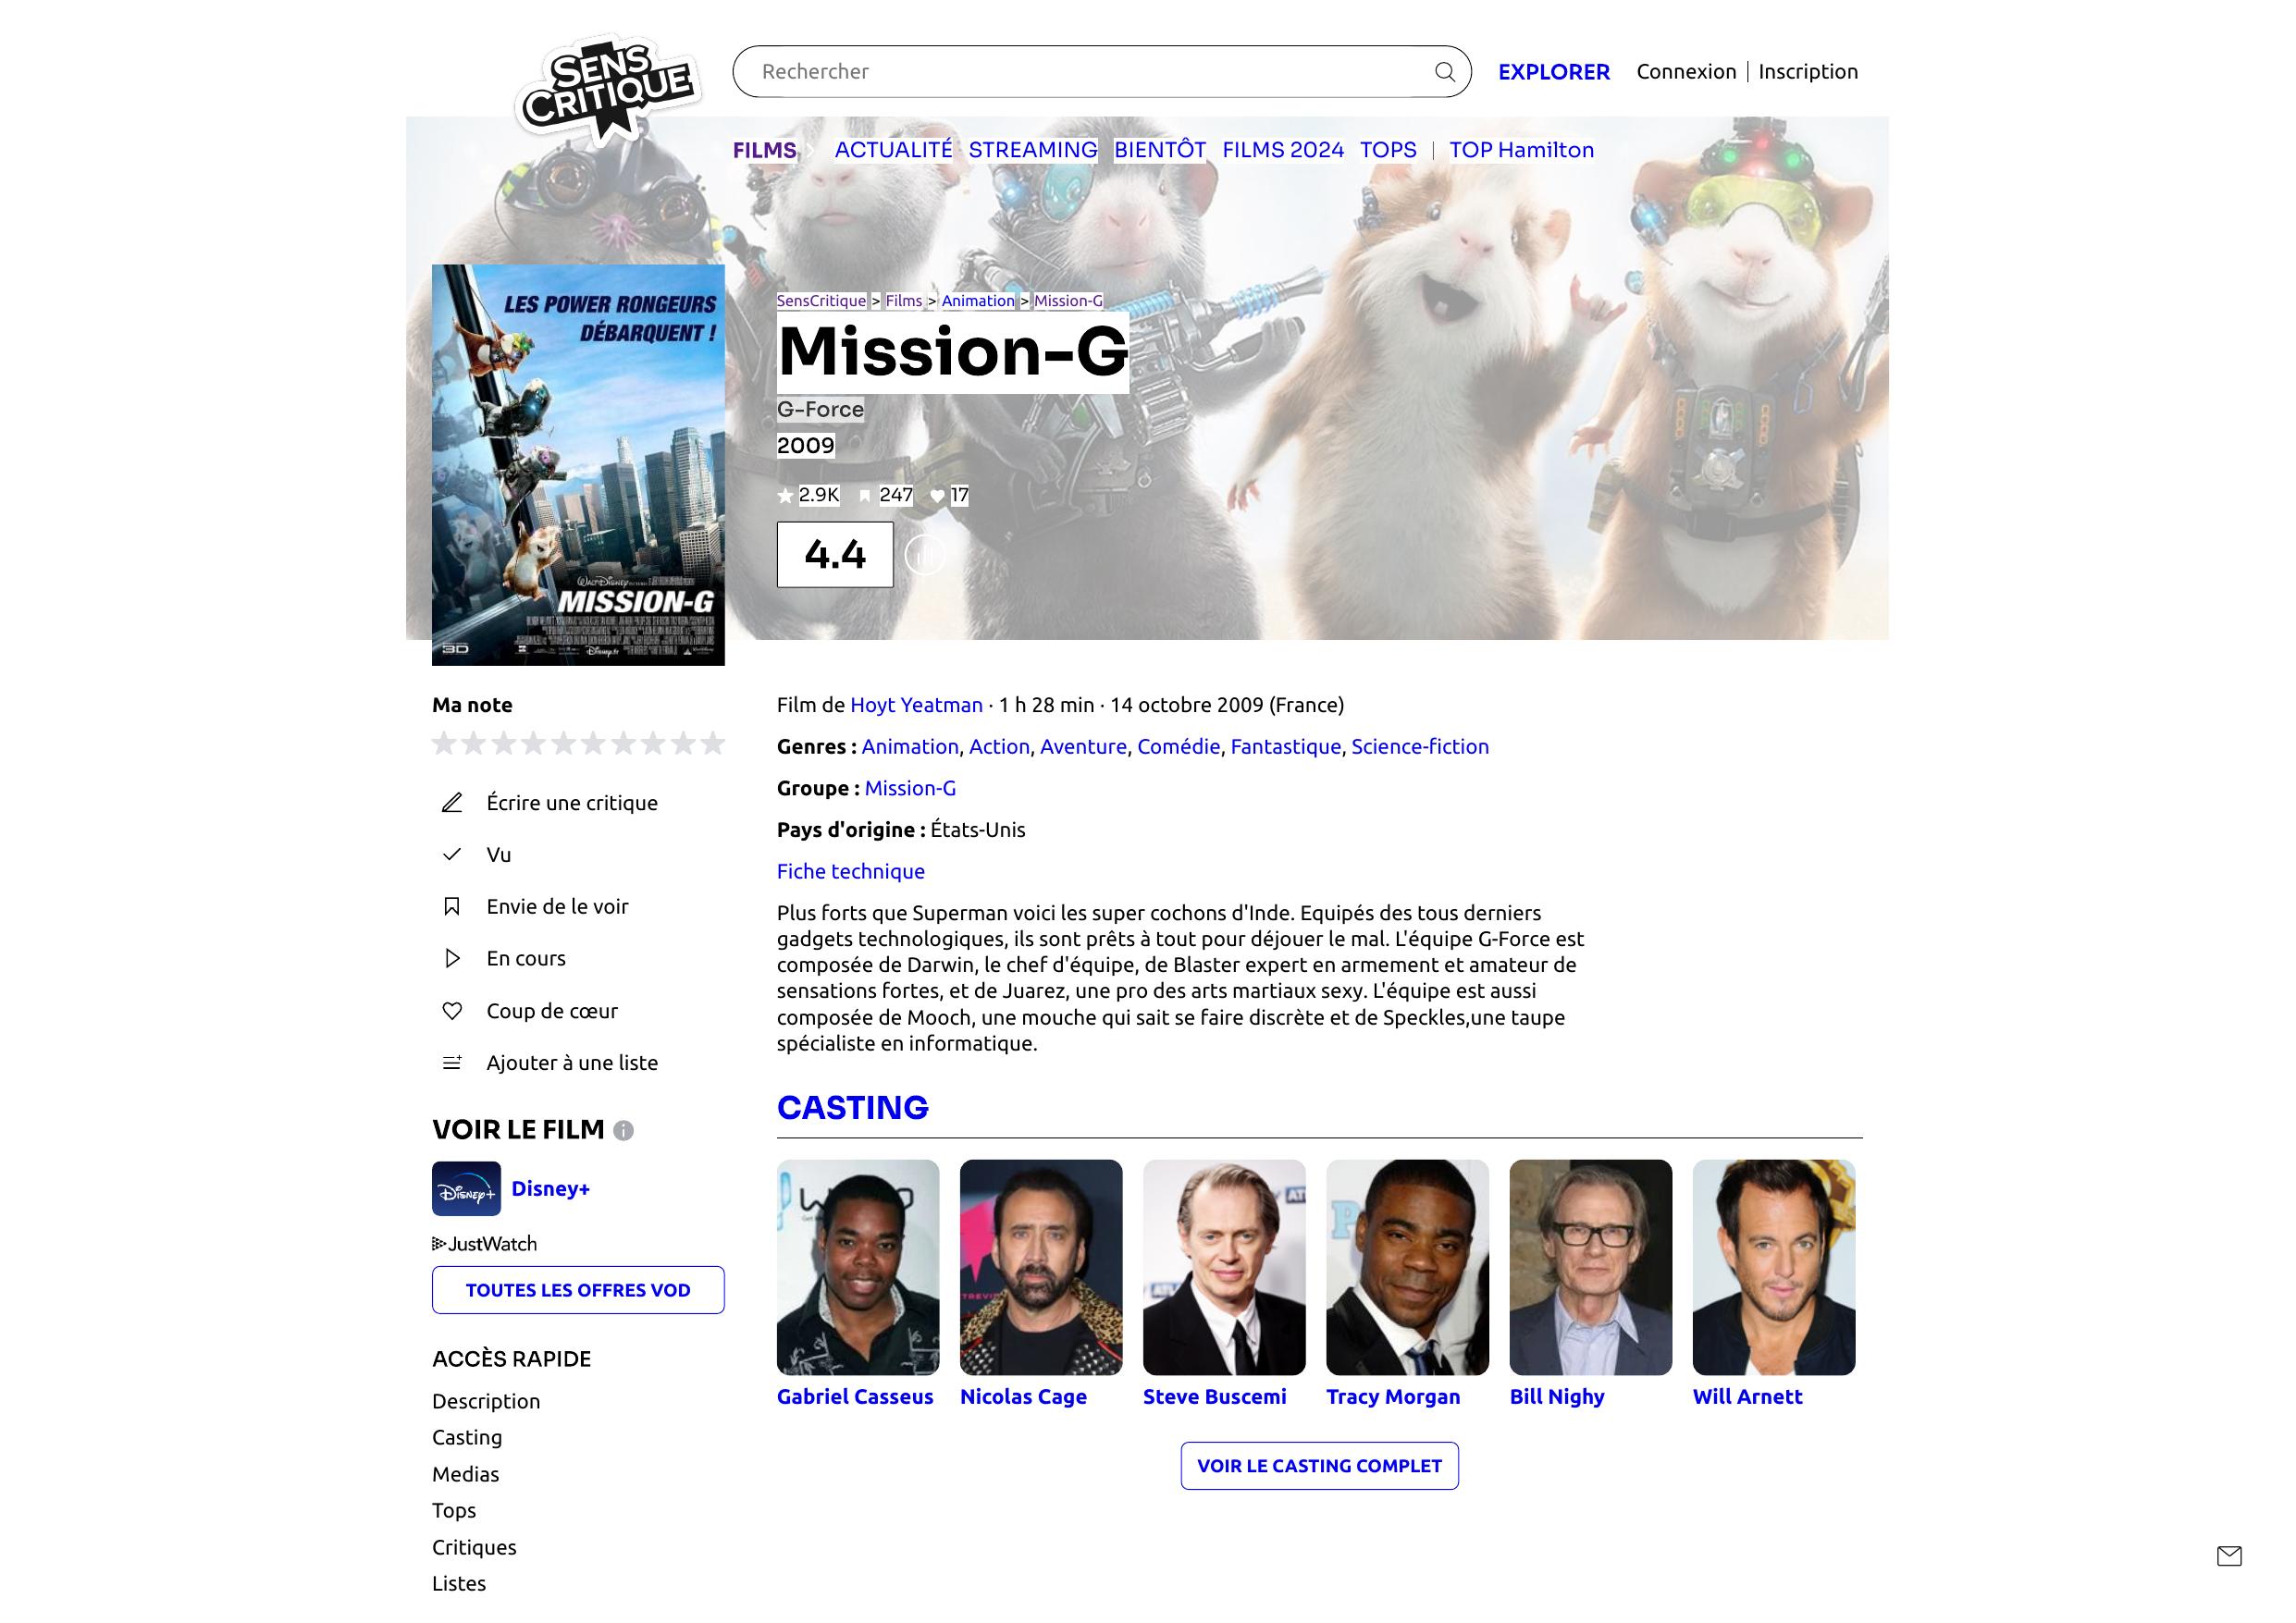 SENS
CRITIQUE
Rechercher
EXPLORER
Connexion | Inscription
FILMS
ACTUALITÉ STREAMING BIENTÔT FILMS 2024 TOPS | TOP Hamilton
LES POWER RONGEURS
DÉBARQUENT !
WALT DISNEY
MISSION-G
3D
Disney.fr
SensCritique > Films > Animation > Mission-G
Mission-G
G-Force
2009
2.9K 247 17
4.4
Ma note
Écrire une critique
Vu
Envie de le voir
En cours
Coup de cœur
Ajouter à une liste
VOIR LE FILM
Disney+
Disney+
JustWatch
TOUTES LES OFFRES VOD
ACCÈS RAPIDE
Description
Casting
Medias
Tops
Critiques
Listes
Film de Hoyt Yeatman · 1 h 28 min · 14 octobre 2009 (France)
Genres : Animation, Action, Aventure, Comédie, Fantastique, Science-fiction
Groupe : Mission-G
Pays d'origine : États-Unis
Fiche technique
Plus forts que Superman voici les super cochons d'Inde. Equipés des tous derniers
gadgets technologiques, ils sont prêts à tout pour déjouer le mal. L'équipe G-Force est
composée de Darwin, le chef d'équipe, de Blaster expert en armement et amateur de
sensations fortes, et de Juarez, une pro des arts martiaux sexy. L'équipe est aussi
composée de Mooch, une mouche qui sait se faire discrète et de Speckles,une taupe
spécialiste en informatique.
CASTING
Gabriel Casseus
Nicolas Cage
Steve Buscemi
Tracy Morgan
Bill Nighy
Will Arnett
VOIR LE CASTING COMPLET